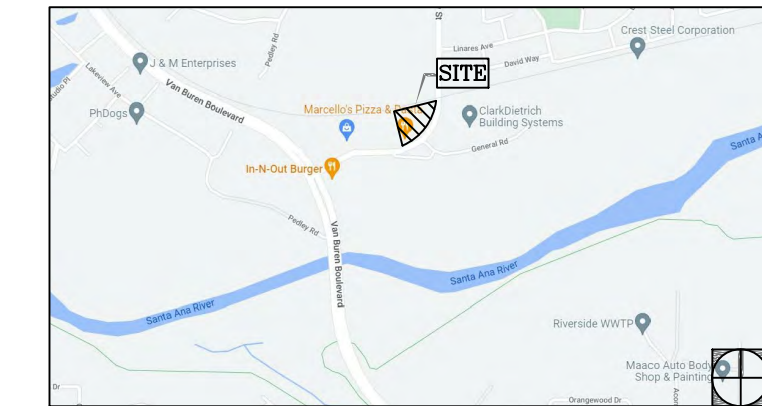 St
Crest Steel Corporation
Linares Ave
David Way
J & M Enterprises
Pedley Rd
Lakeview Ave
Van Buren Boulevard
SITE
PhDogs
Marcello's Pizza &
ClarkDietrich
Building Systems
General Rd
Santa A
In-N-Out Burger
Pedley Rd
Van Buren Boulevard
Santa Ana River
Santa Ana River
Riverside WWTP
Maaco Auto Body
Shop & Painting
Dr
Orangewood Dr